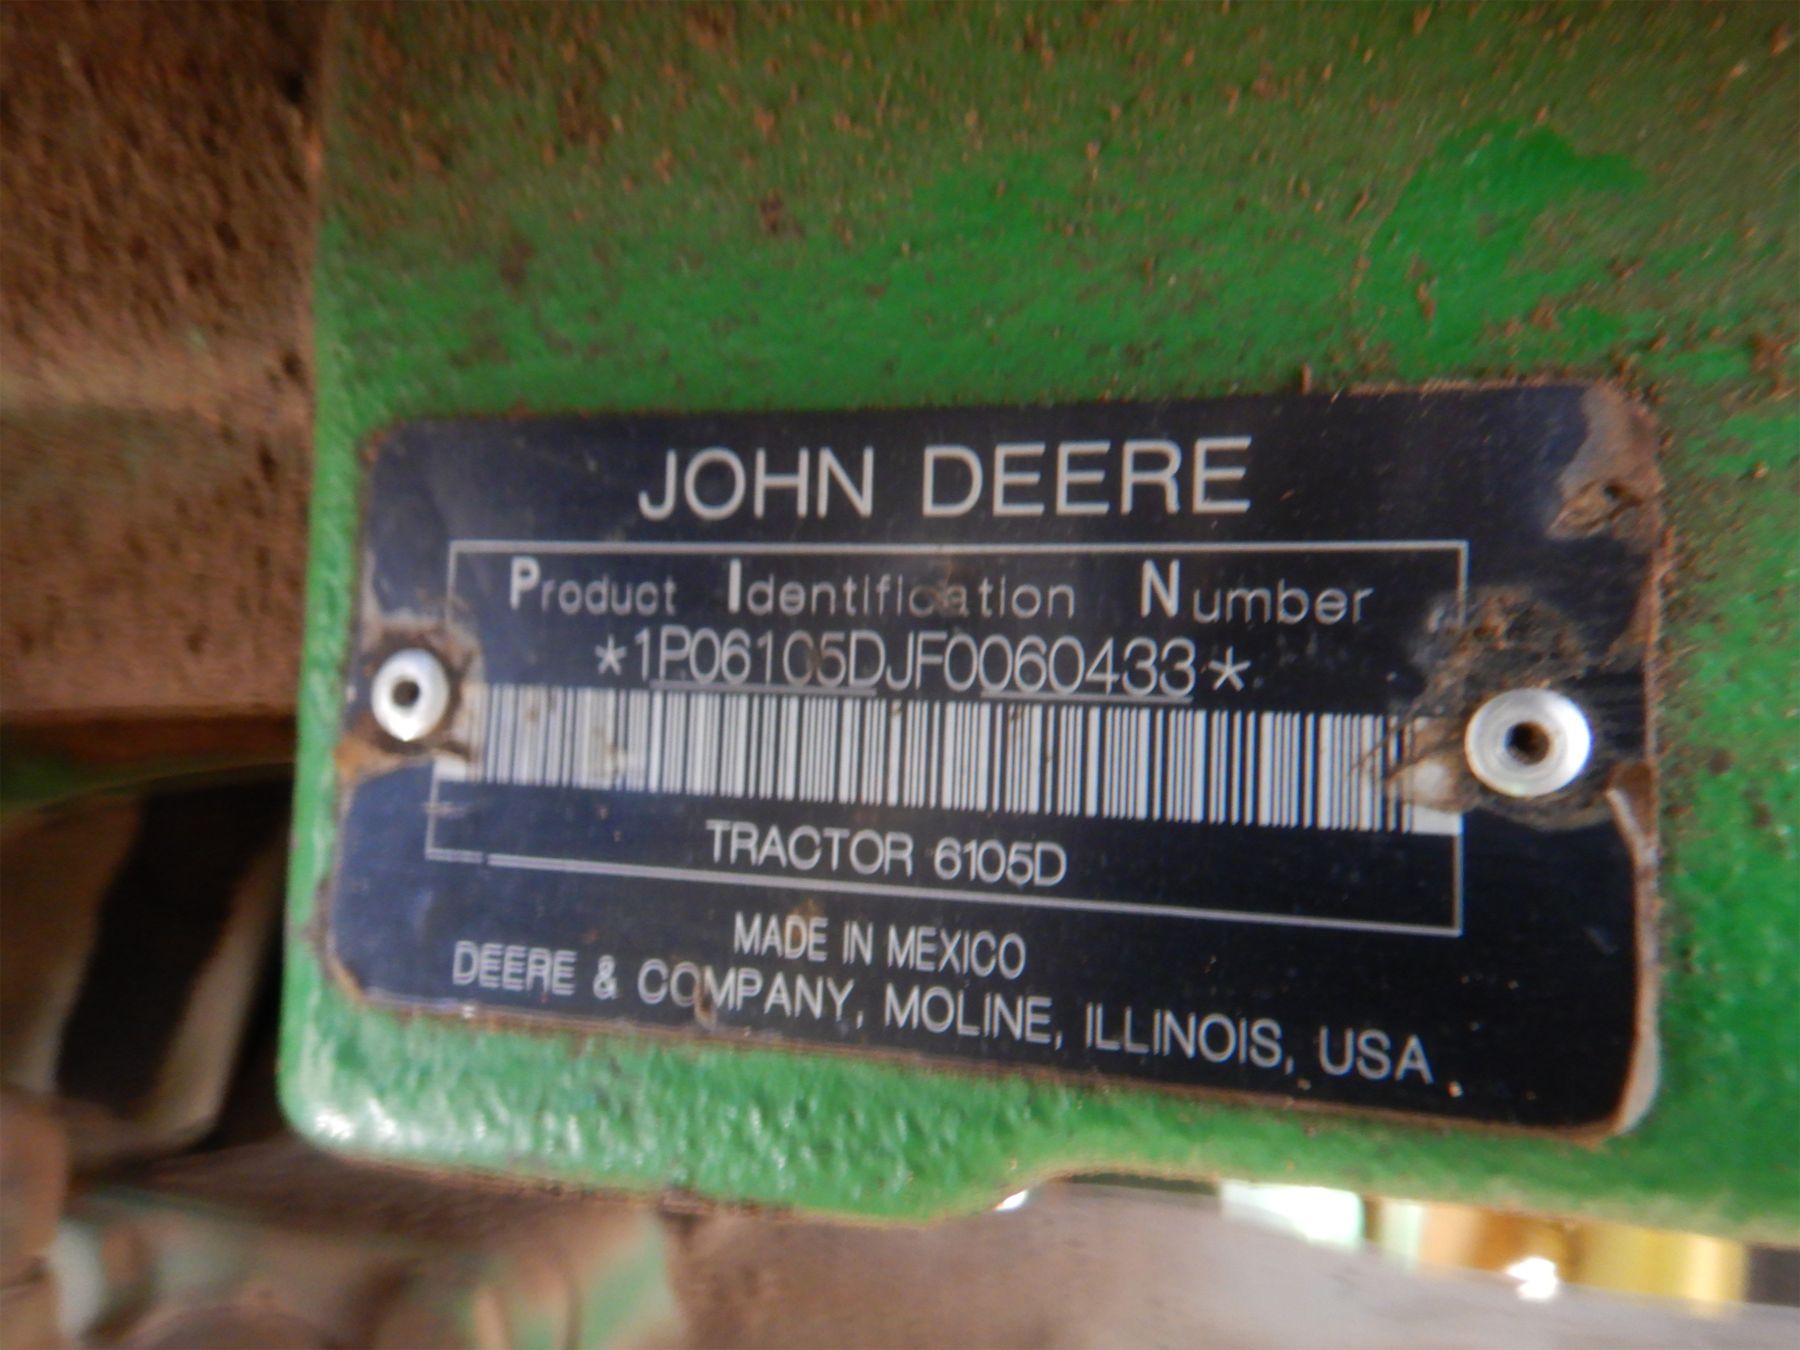 JOHN DEERE
Product Identification Number
*1P06105DJF0060433*
TRACTOR 6105D
MADE IN MEXICO
DEERE & COMPANY, MOLINE, ILLINOIS, USA